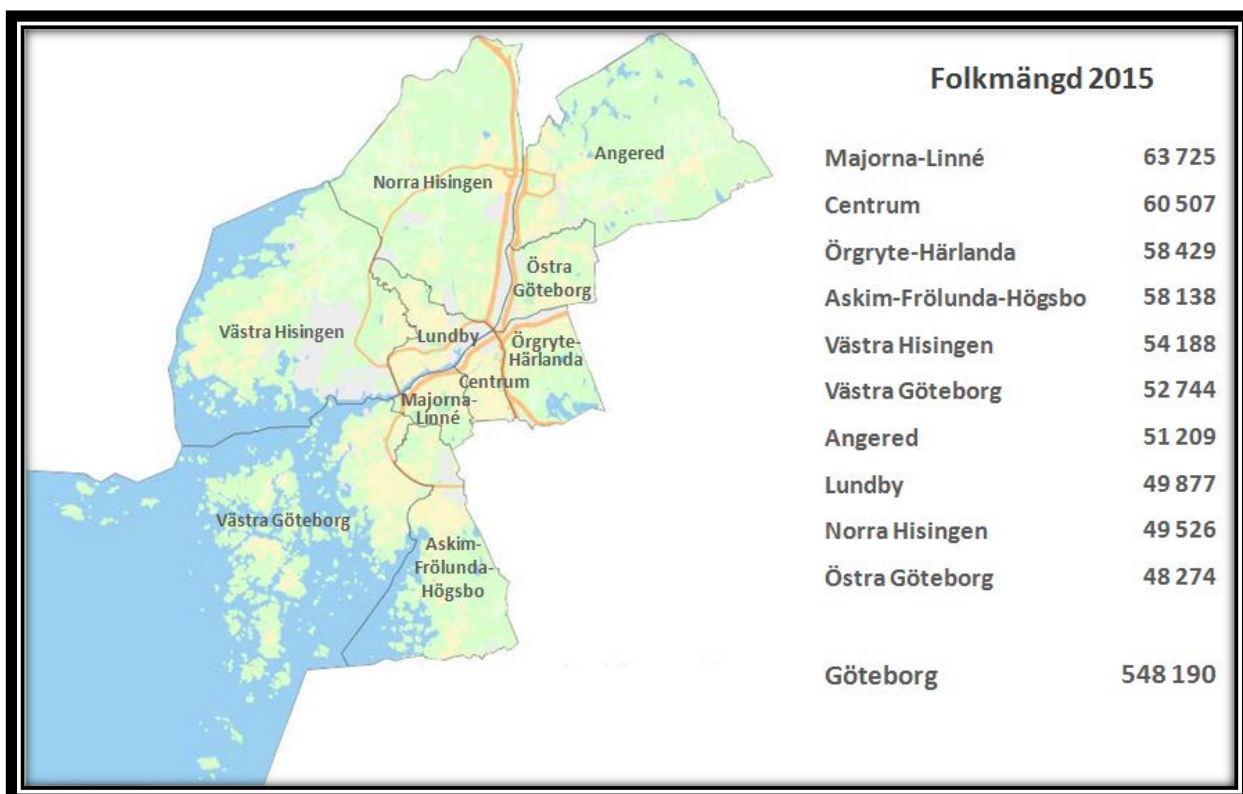 Angered
Norra Hisingen
Östra
Göteborg
Västra Hisingen
Lundby
Örgryte-
Härlanda
Centrum
Majorna-
Linné
Västra Göteborg
Askim-
Frölunda-
Högsbo
Folkmängd 2015
Majorna-Linné 63 725
Centrum 60 507
Örgryte-Härlanda 58 429
Askim-Frölunda-Högsbo 58 138
Västra Hisingen 54 188
Västra Göteborg 52 744
Angered 51 209
Lundby 49 877
Norra Hisingen 49 526
Östra Göteborg 48 274
Göteborg 548 190